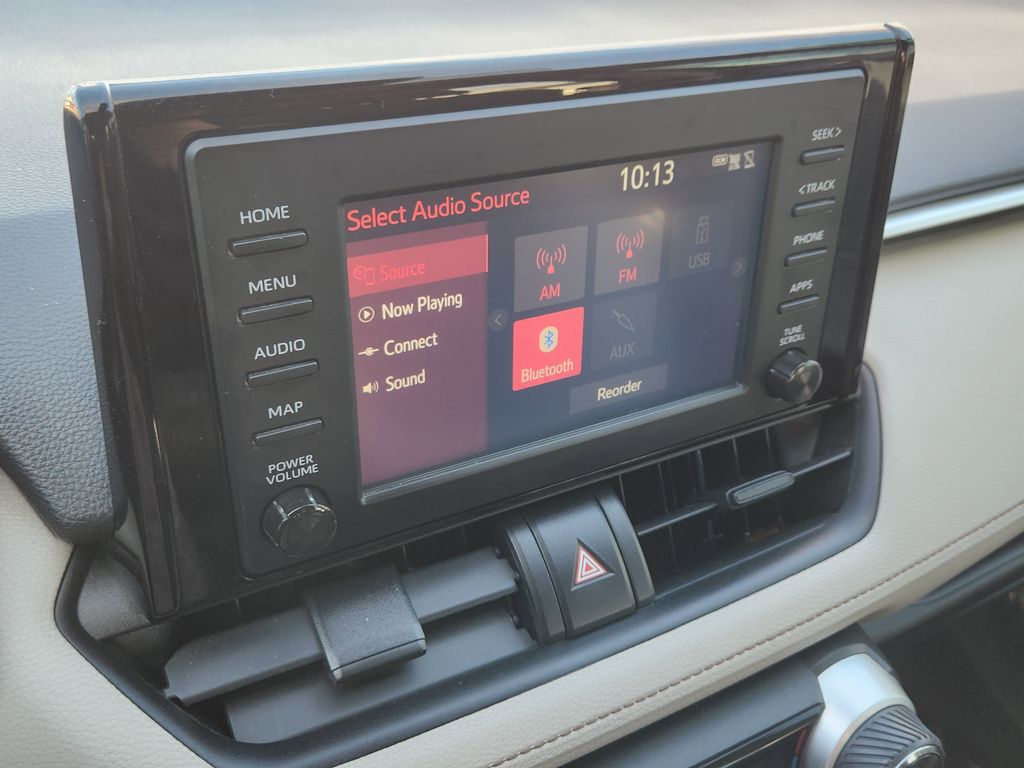 HOME
MENU
AUDIO
MAP
POWER
VOLUME
Select Audio Source
10:13
Source
Now Playing
Connect
Sound
AM
FM
USB
Bluetooth
AUX
Reorder
SEEK >
< TRACK
PHONE
APPS
TUNE
SCROLL